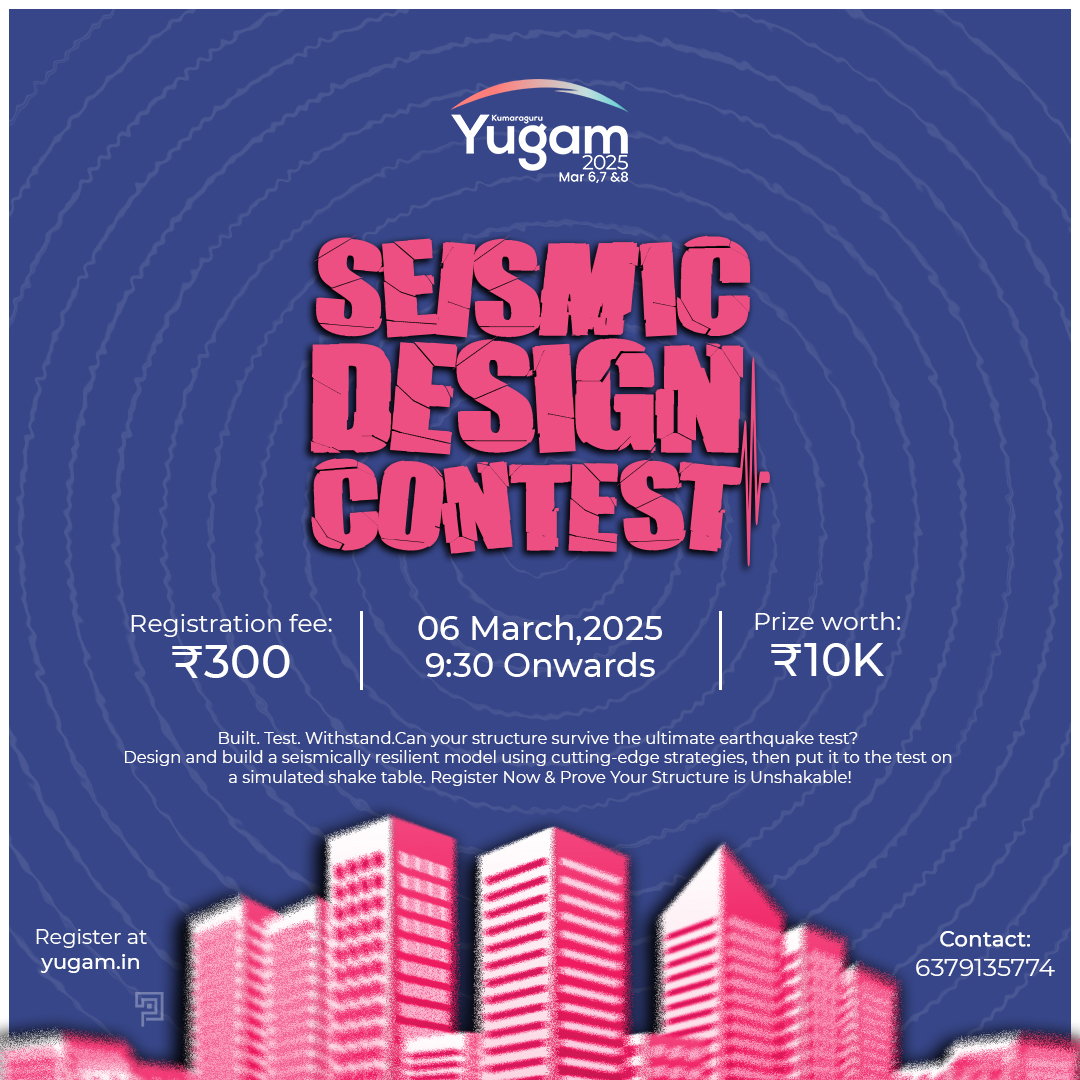 Kumaraguru
Yugam
2025
Mar 6,7 &8
SEISMIC
DESIGN
CONTEST
Registration fee:
₹300
06 March,2025
9:30 Onwards
Prize worth:
₹10K
Built. Test. Withstand.Can your structure survive the ultimate earthquake test?
Design and build a seismically resilient model using cutting-edge strategies, then put it to the test on
a simulated shake table. Register Now & Prove Your Structure is Unshakable!
Register at
yugam.in
Contact:
6379135774